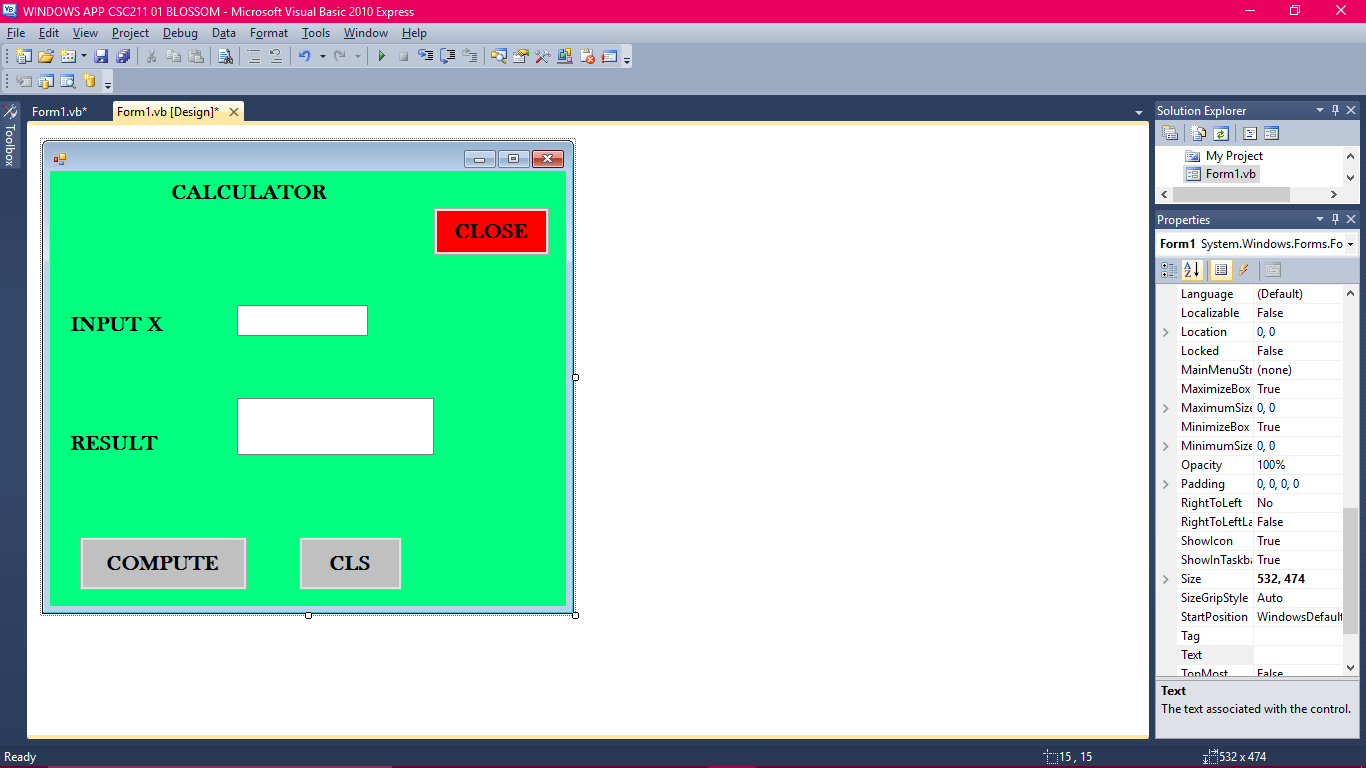 WINDOWS APP CSC211 01 BLOSSOM - Microsoft Visual Basic 2010 Express
File Edit View Project Debug Data Format Tools Window Help
Form1.vb* Form1.vb [Design]*
Toolbox
CALCULATOR
CLOSE
INPUT X
RESULT
COMPUTE CLS
Solution Explorer
My Project
Form1.vb
Properties
Form1 System.Windows.Forms.Fo
Language (Default)
Localizable False
Location 0, 0
Locked False
MainMenuStr (none)
MaximizeBox True
MaximumSize 0, 0
MinimizeBox True
MinimumSize 0, 0
Opacity 100%
Padding 0, 0, 0, 0
RightToLeft No
RightToLeftLa False
ShowIcon True
ShowInTaskba True
Size 532, 474
SizeGripStyle Auto
StartPosition WindowsDefault
Tag
Text
TopMost False
Text
The text associated with the control.
Ready 15 , 15 532 x 474